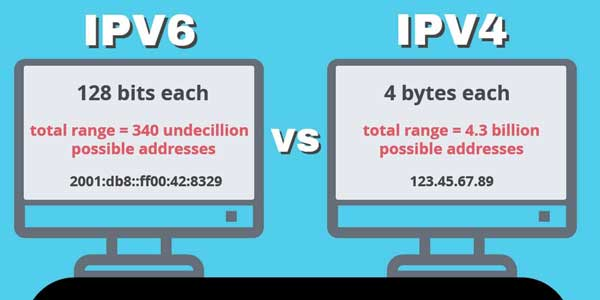 IPV6
128 bits each
total range = 340 undecillion
possible addresses
2001:db8::ff00:42:8329
VS
IPV4
4 bytes each
total range = 4.3 billion
possible addresses
123.45.67.89